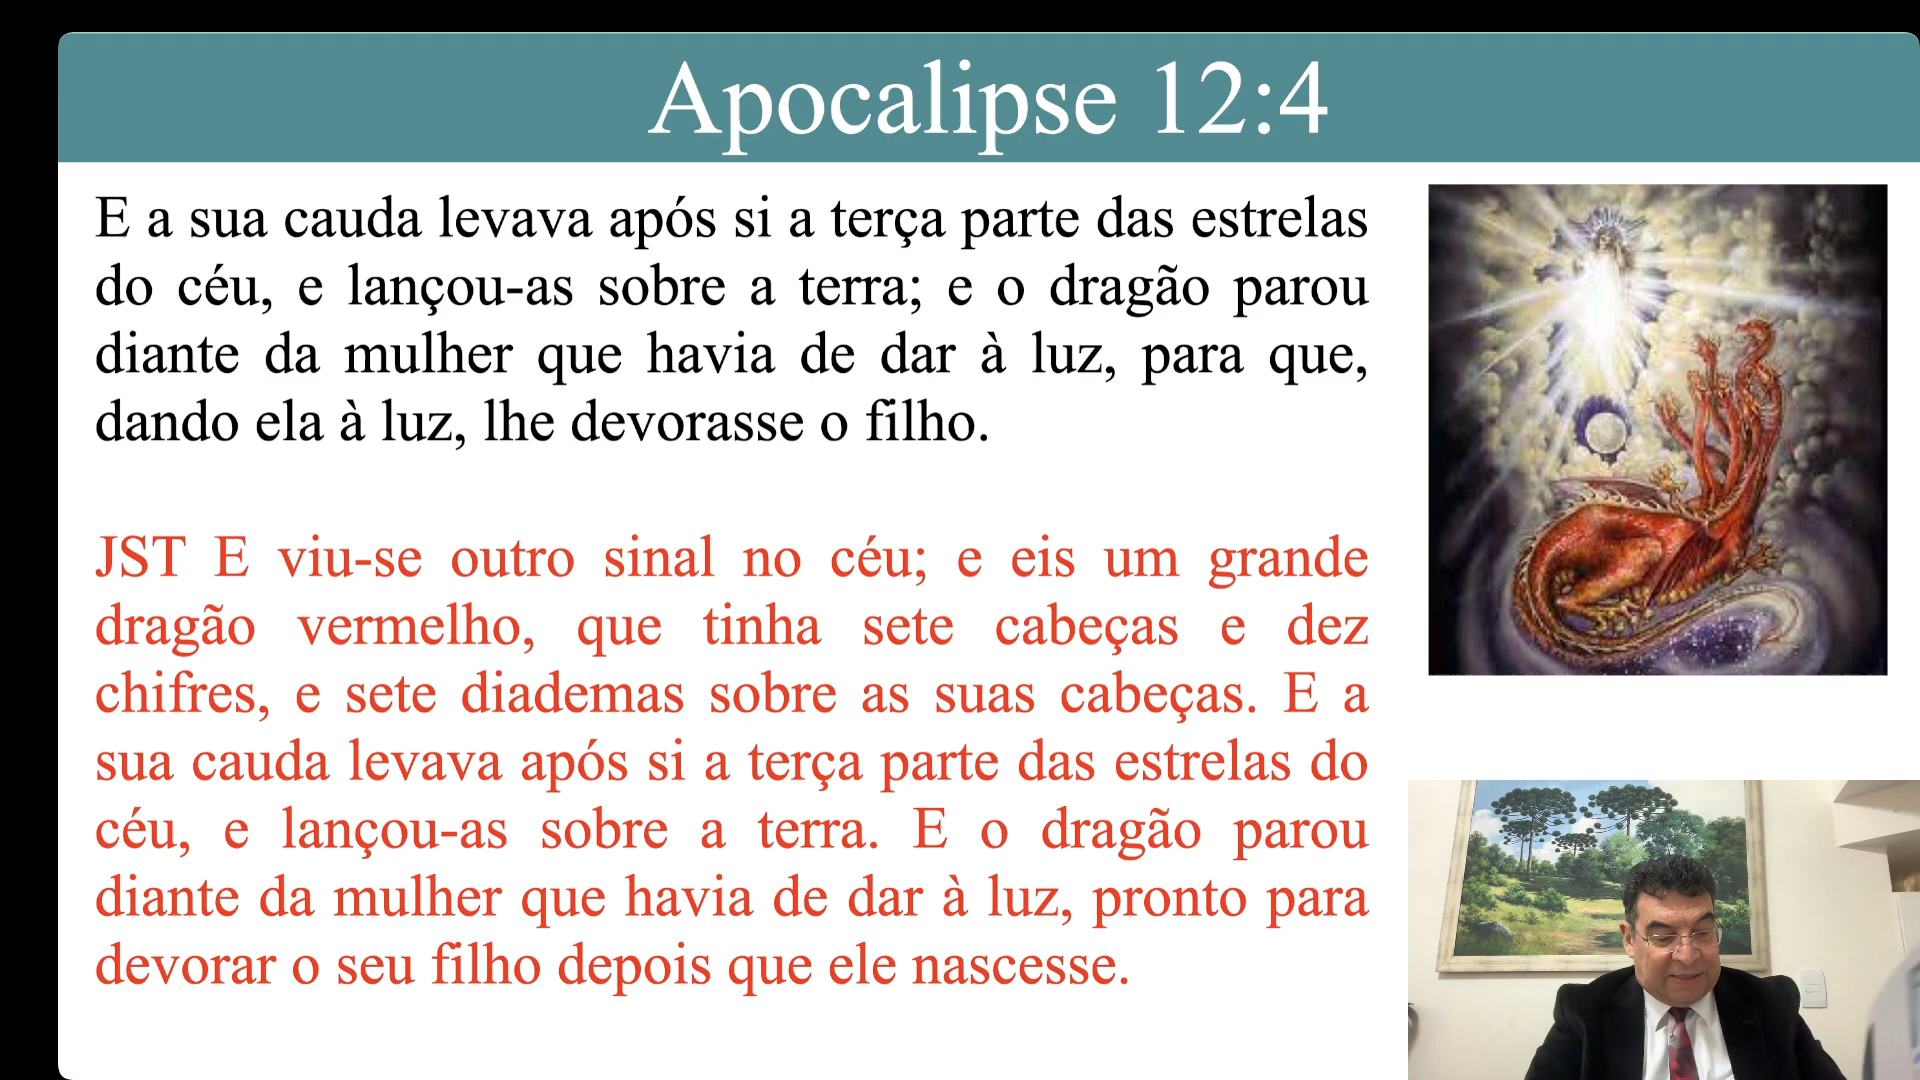 Apocalipse 12:4
E a sua cauda levava após si a terça parte das estrelas
do céu, e lançou-as sobre a terra; e o dragão parou
diante da mulher que havia de dar à luz, para que,
dando ela à luz, lhe devorasse o filho.
JST E viu-se outro sinal no céu; e eis um grande
dragão vermelho, que tinha sete cabeças e dez
chifres, e sete diademas sobre as suas cabeças. E a
sua cauda levava após si a terça parte das estrelas do
céu, e lançou-as sobre a terra. E o dragão parou
diante da mulher que havia de dar à luz, pronto para
devorar o seu filho depois que ele nascesse.